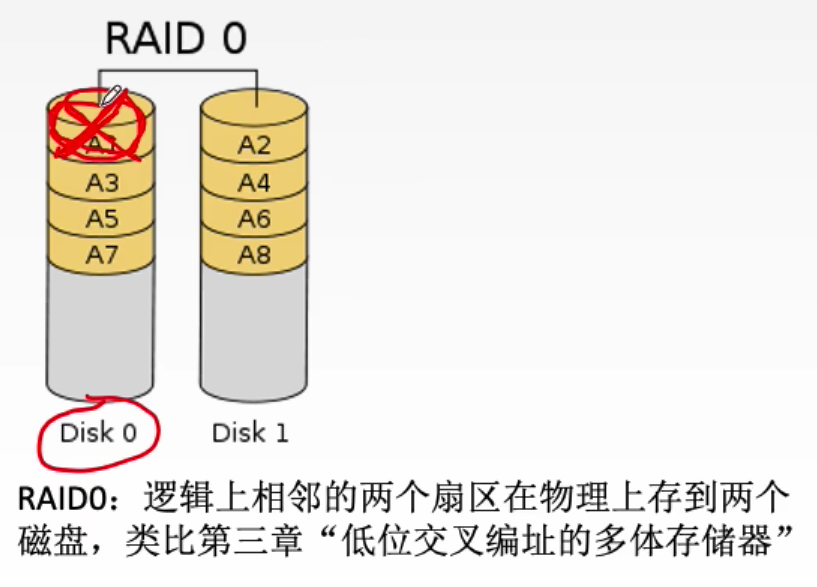 RAID 0
A1 A2
A3 A4
A5 A6
A7 A8
Disk 0 Disk 1
RAID0：逻辑上相邻的两个扇区在物理上存到两个
磁盘，类比第三章“低位交叉编址的多体存储器”